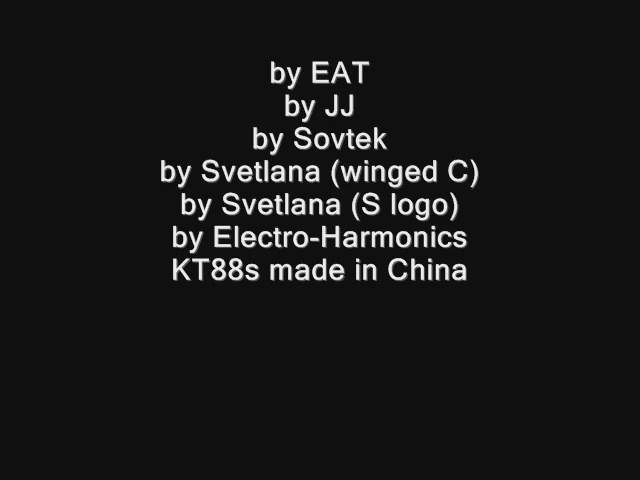 by EAT
by JJ
by Sovtek
by Svetlana (winged C)
by Svetlana (S logo)
by Electro-Harmonics
KT88s made in China